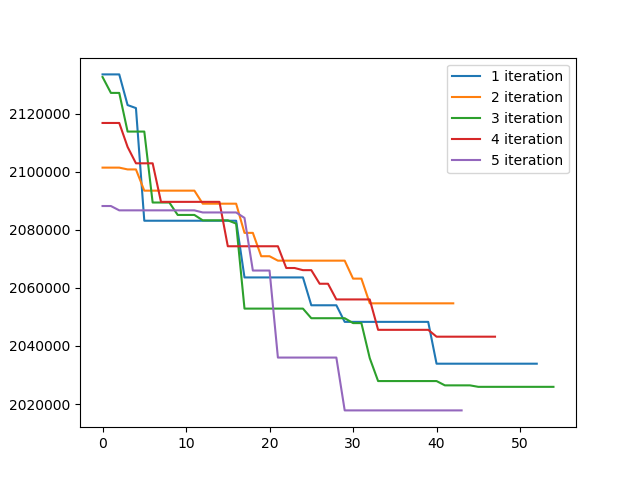 2120000
2100000
2080000
2060000
2040000
2020000
0 10 20 30 40 50
1 iteration
2 iteration
3 iteration
4 iteration
5 iteration